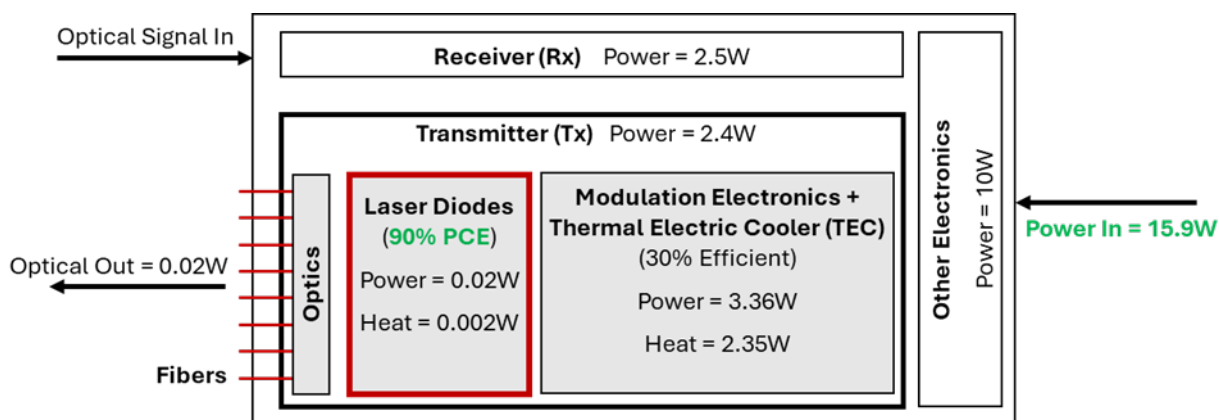 Optical Signal In
Receiver (Rx) Power = 2.5W
Transmitter (Tx) Power = 2.4W
Optics
Laser Diodes
(90% PCE)
Power = 0.02W
Heat = 0.002W
Modulation Electronics +
Thermal Electric Cooler (TEC)
(30% Efficient)
Power = 3.36W
Heat = 2.35W
Other Electronics
Power = 10W
Power In = 15.9W
Optical Out = 0.02W
Fibers